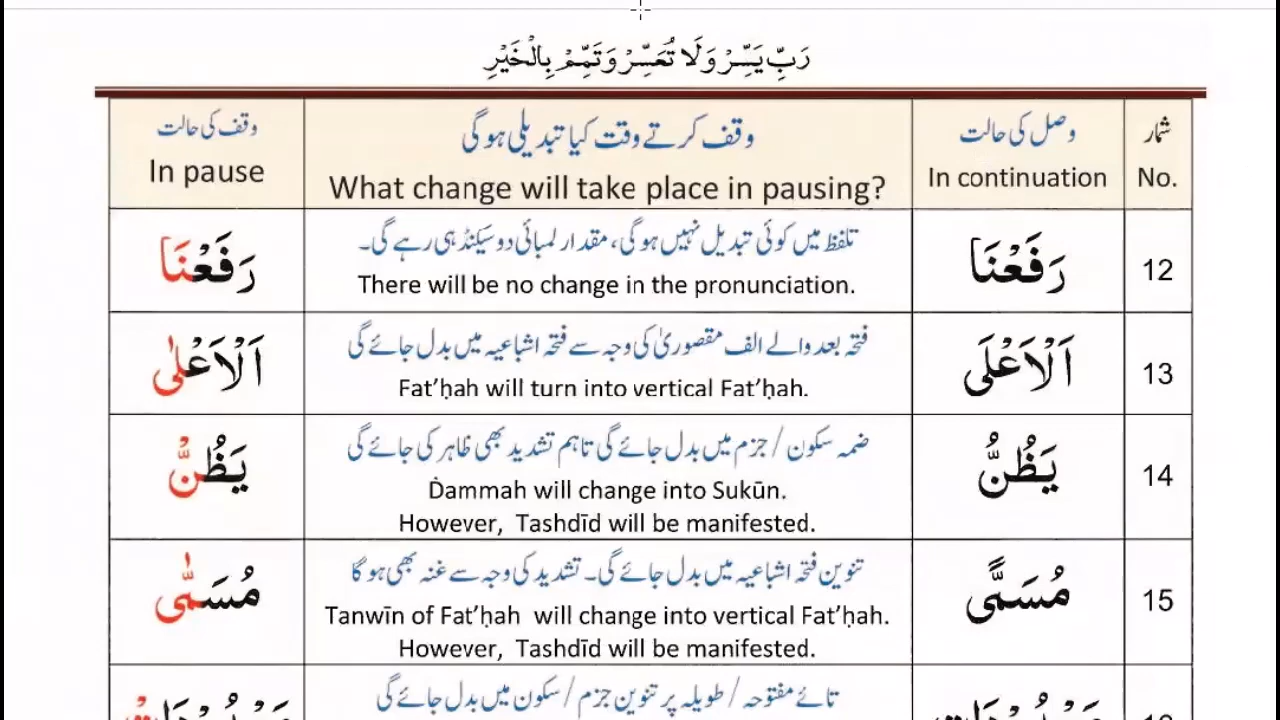 رَبِّ يَسِّرْ وَلَا تُعَسِّرْ وَتَمِّمْ بِالْخَيْرِ
شمار
No.
وصل کی حالت
In continuation
وقف کرتے وقت کیا تبدیلی ہوگی
What change will take place in pausing?
وقف کی حالت
In pause
12
رَفَعْنَا
تلفظ میں کوئی تبدیل نہیں ہوگی، مقدار لمبائی دو سیکنڈ ہی رہے گی۔
There will be no change in the pronunciation.
رَفَعْنَا
13
اَلْاَعْلَى
فتحہ بعد والے الف مقصوریٰ کی وجہ سے فتحہ اشباعیہ میں بدل جائے گی
Fat’ḥah will turn into vertical Fat’ḥah.
اَلْاَعْلٰى
14
يَظُنُّ
ضمہ سکون / جزم میں بدل جائے گی تاہم تشدید بھی ظاہر کی جائے گی
Ḋammah will change into Sukūn.
However, Tashdīd will be manifested.
يَظُنّْ
15
مُسَمًّى
تنوین فتحہ اشباعیہ میں بدل جائے گی۔ تشدید کی وجہ سے غنہ بھی ہوگا
Tanwīn of Fat’ḥah will change into vertical Fat’ḥah.
However, Tashdīd will be manifested.
مُسَمّٰى
تائے مفتوحہ / طویلہ پر تنوین جزم / سکون میں بدل جائے گی